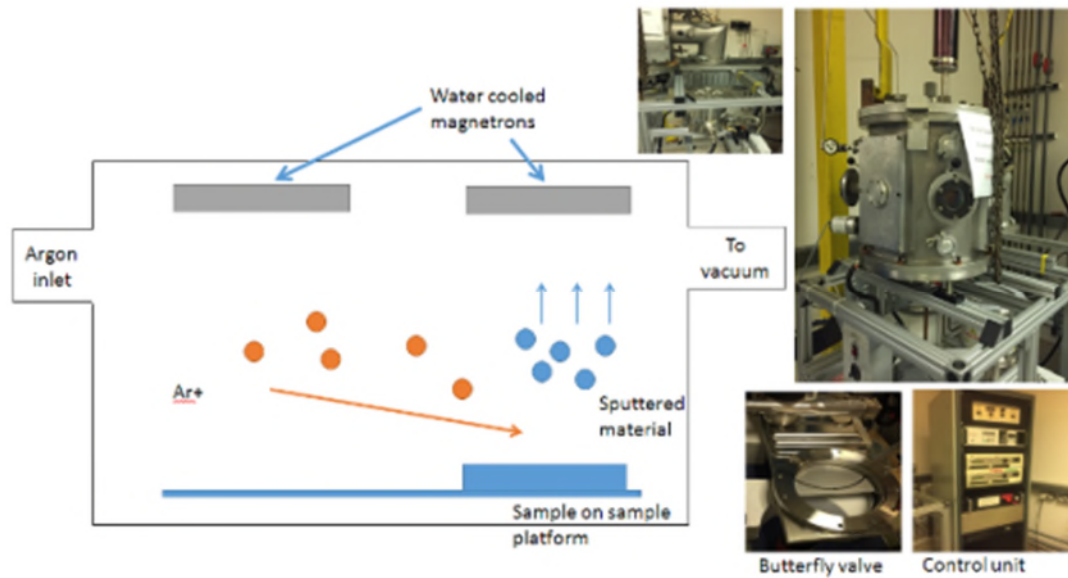 Water cooled
magnetrons
Argon
inlet
To
vacuum
Ar+
Sputtered
material
Sample on sample
platform
Butterfly valve
Control unit